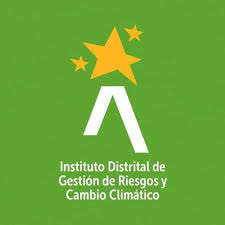 Instituto Distrital de
Gestión de Riesgos y
Cambio Climático